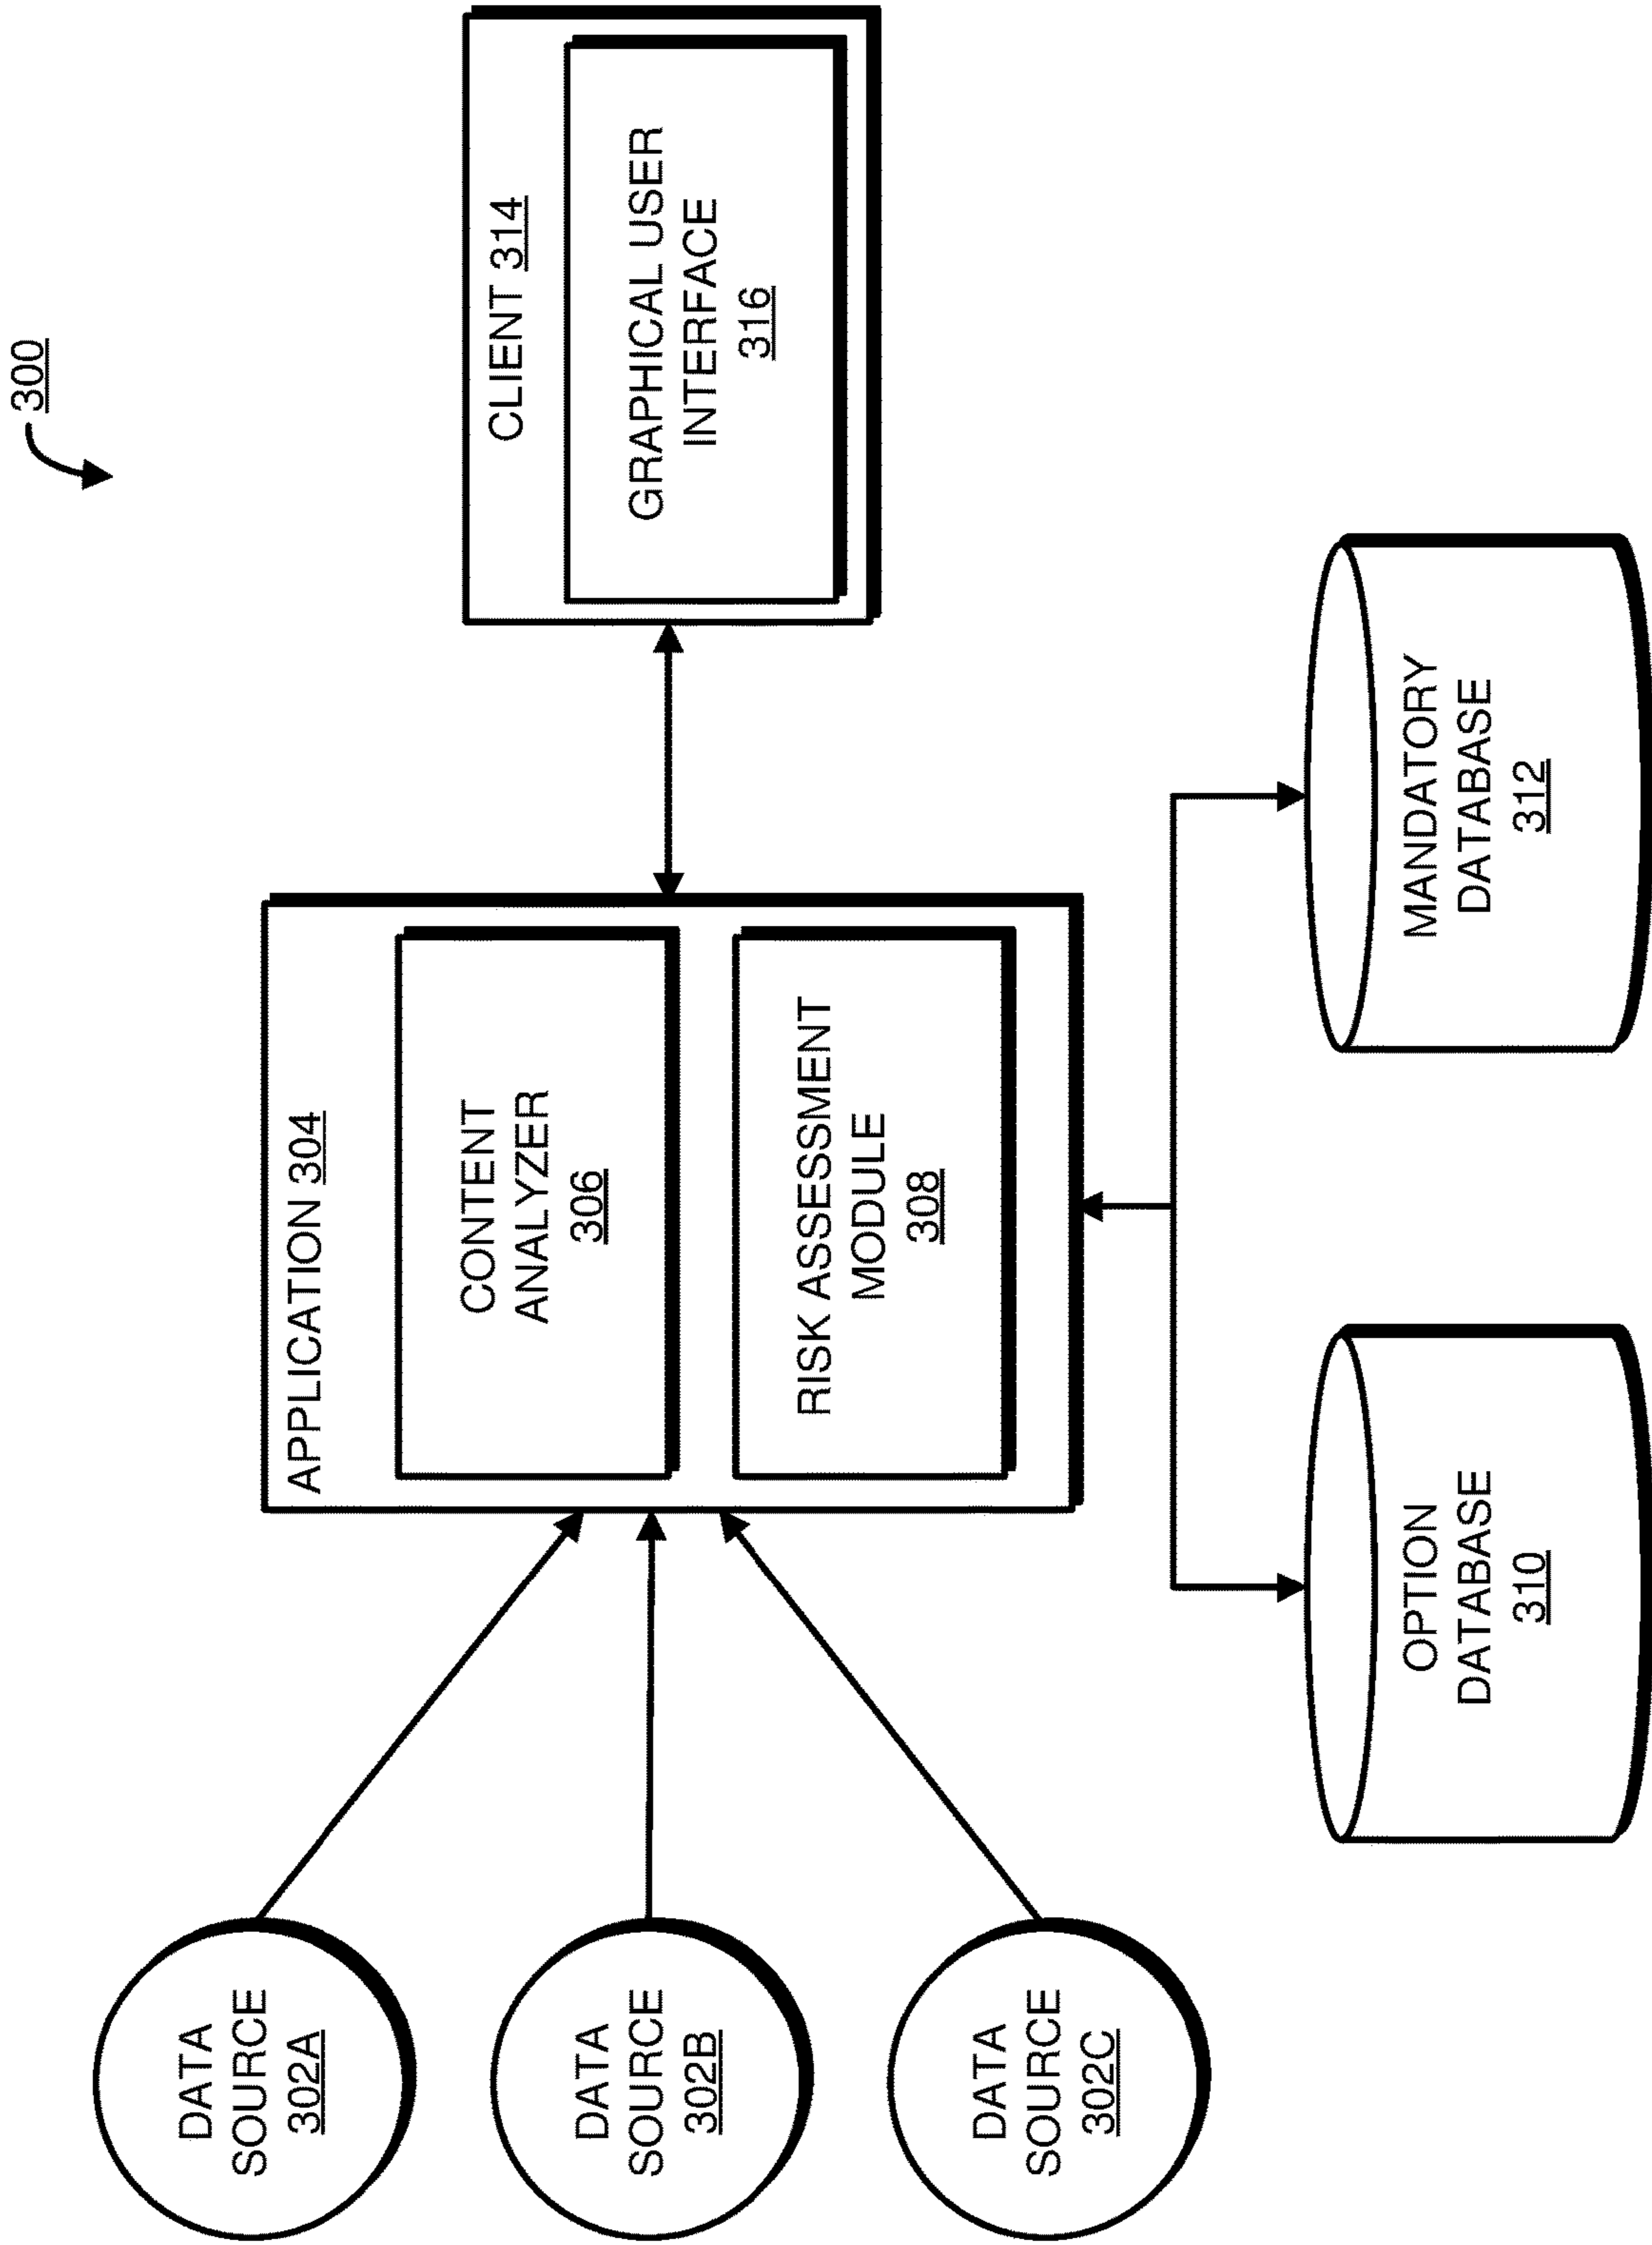 300
DATA
SOURCE
302A
DATA
SOURCE
302B
DATA
SOURCE
302C
APPLICATION 304
CONTENT
ANALYZER
306
RISK ASSESSMENT
MODULE
308
CLIENT 314
GRAPHICAL USER
INTERFACE
316
OPTION
DATABASE
310
MANDATORY
DATABASE
312